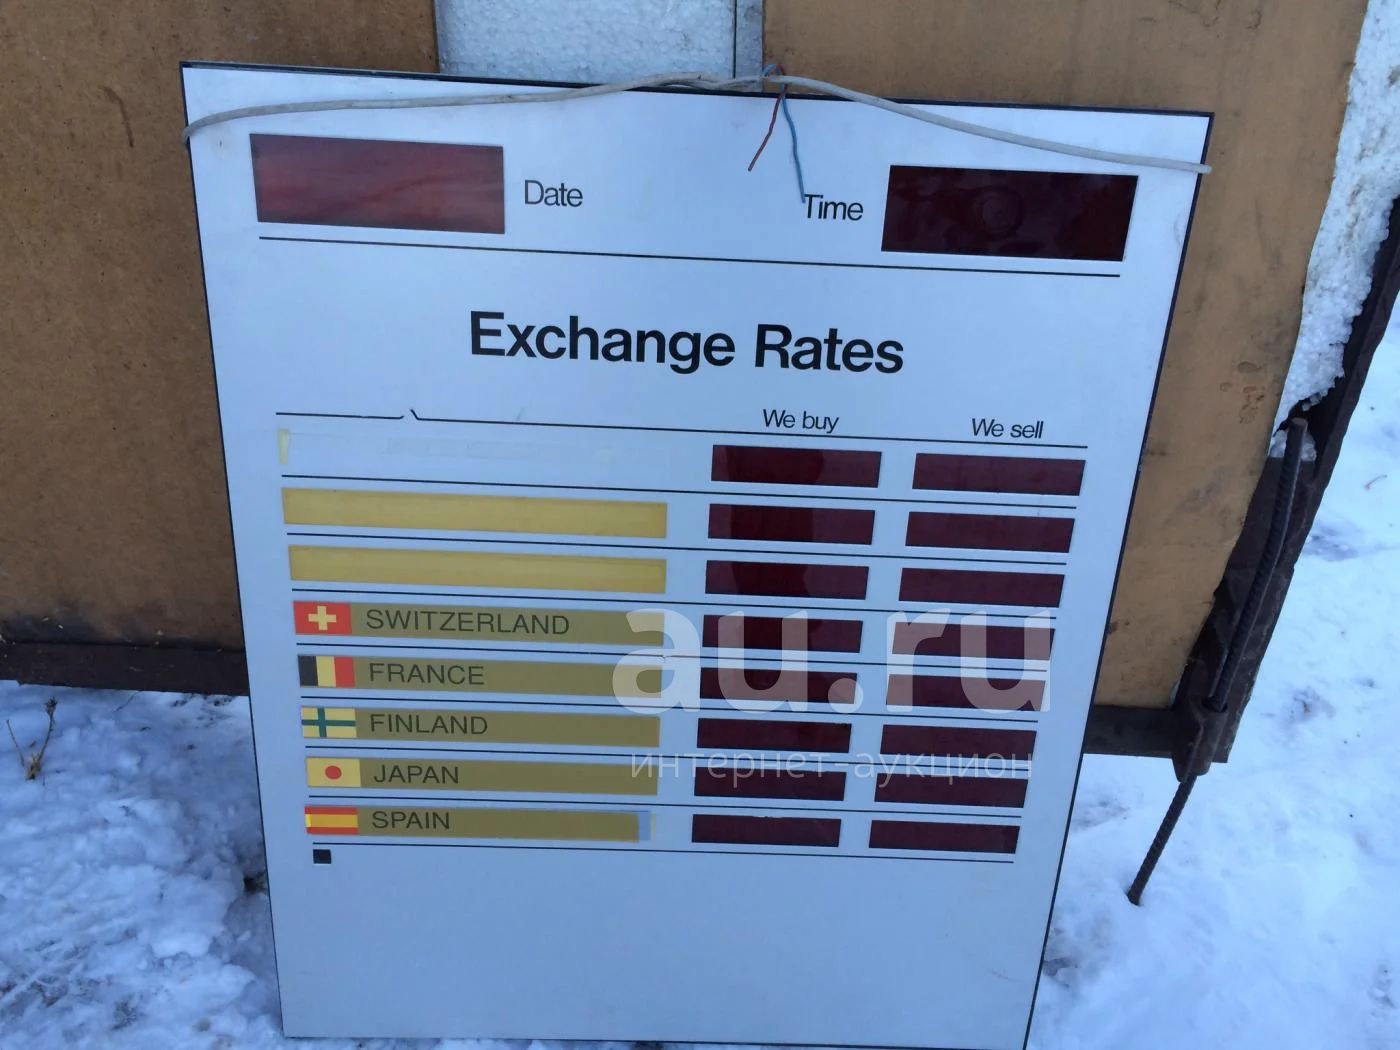 Date
Time
Exchange Rates
We buy
We sell
SWITZERLAND
FRANCE
FINLAND
JAPAN
SPAIN
au.ru
интернет-аукцион